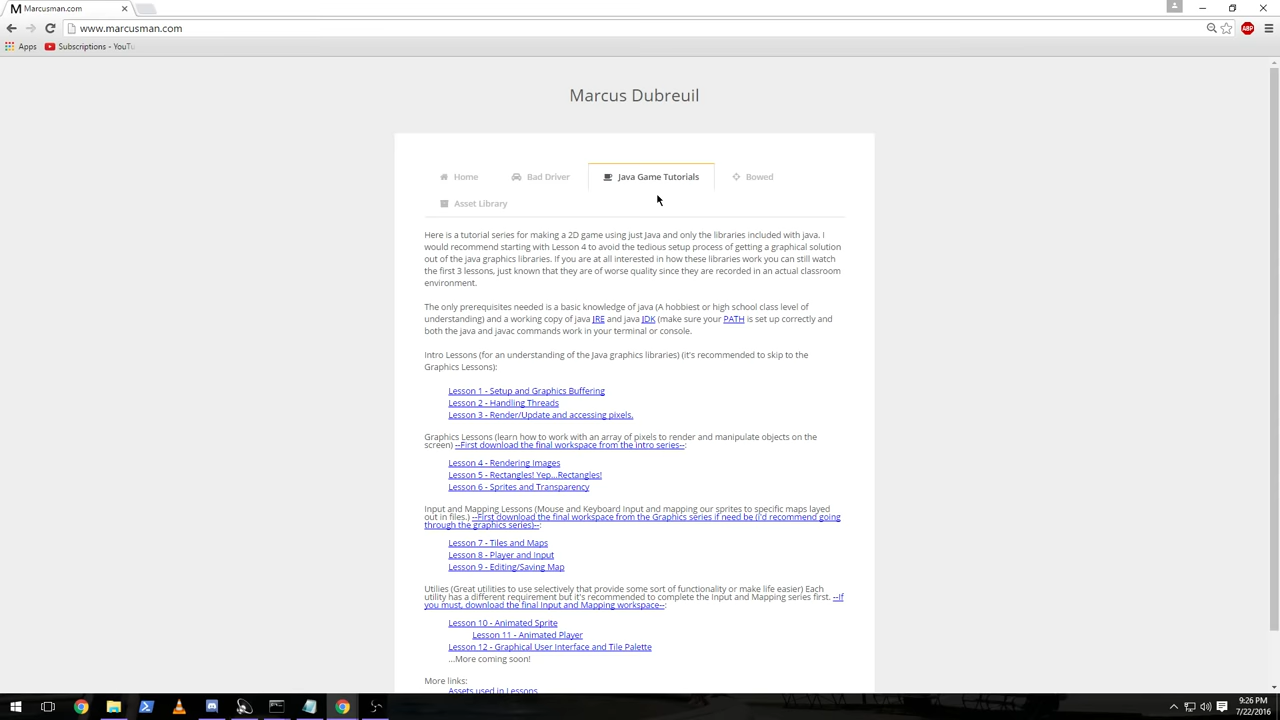 Marcusman.com
www.marcusman.com
ABP
Apps Subscriptions - YouTu
Marcus Dubreuil
Home Bad Driver Java Game Tutorials Bowed
Asset Library
Here is a tutorial series for making a 2D game using just Java and only the libraries included with java. I
would recommend starting with Lesson 4 to avoid the tedious setup process of getting a graphical solution
out of the java graphics libraries. If you are at all interested in how these libraries work you can still watch
the first 3 lessons, just known that they are of worse quality since they are recorded in an actual classroom
environment.
The only prerequisites needed is a basic knowledge of java (A hobbiest or high school class level of
understanding) and a working copy of java JRE and java JDK (make sure your PATH is set up correctly and
both the java and javac commands work in your terminal or console.
Intro Lessons (for an understanding of the Java graphics libraries) (it's recommended to skip to the
Graphics Lessons):
Lesson 1 - Setup and Graphics Buffering
Lesson 2 - Handling Threads
Lesson 3 - Render/Update and accessing pixels.
Graphics Lessons (learn how to work with an array of pixels to render and manipulate objects on the
screen) --First download the final workspace from the intro series--:
Lesson 4 - Rendering Images
Lesson 5 - Rectangles! Yep...Rectangles!
Lesson 6 - Sprites and Transparency
Input and Mapping Lessons (Mouse and Keyboard Input and mapping our sprites to specific maps layed
out in files.) --First download the final workspace from the Graphics series if need be (i'd recommend going
through the graphics series)--:
Lesson 7 - Tiles and Maps
Lesson 8 - Player and Input
Lesson 9 - Editing/Saving Map
Utilies (Great utilities to use selectively that provide some sort of functionality or make life easier) Each
utility has a different requirement but it's recommended to complete the Input and Mapping series first. --If
you must, download the final Input and Mapping workspace--:
Lesson 10 - Animated Sprite
Lesson 11 - Animated Player
Lesson 12 - Graphical User Interface and Tile Palette
...More coming soon!
More links:
Assets used in Lessons.
9:26 PM
7/22/2016